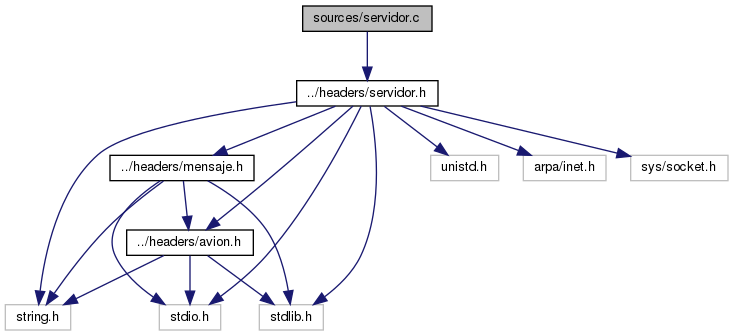 sources/servidor.c
../headers/servidor.h
../headers/mensaje.h
unistd.h
arpa/inet.h
sys/socket.h
../headers/avion.h
string.h
stdio.h
stdlib.h